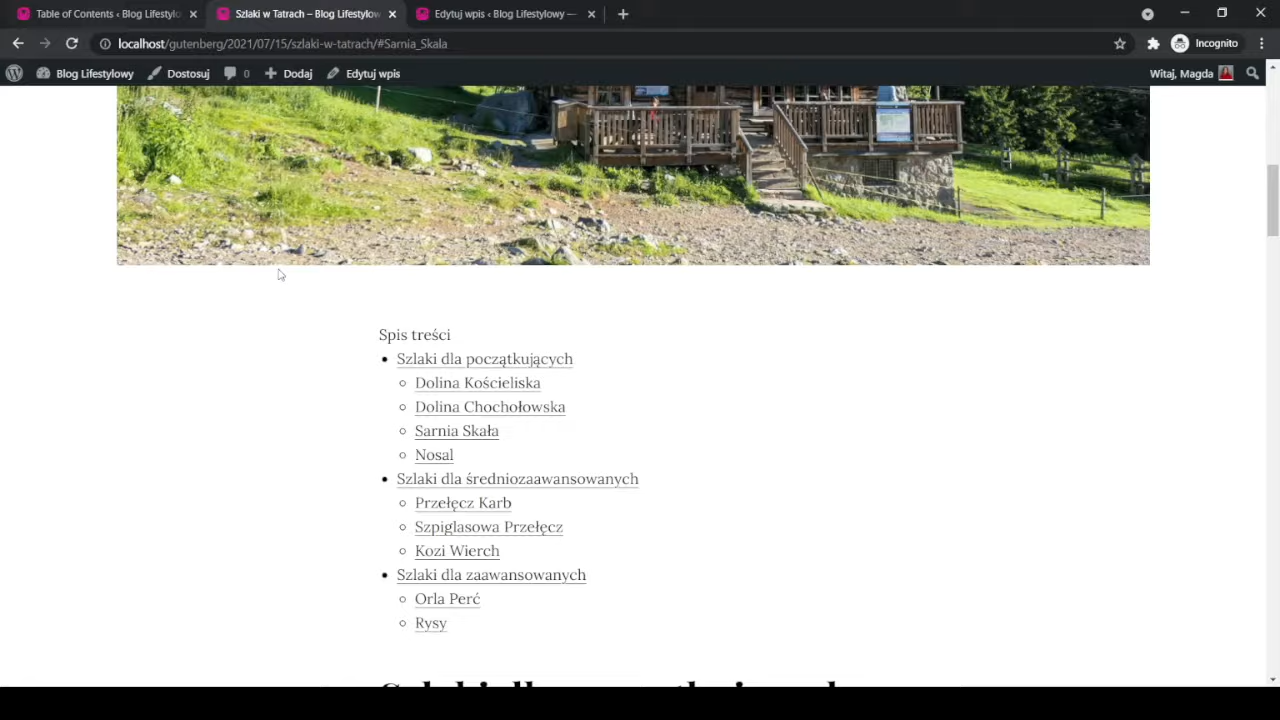 Table of Contents ‹ Blog Lifestylo
Szlaki w Tatrach – Blog Lifestylow
Edytuj wpis ‹ Blog Lifestylowy —
localhost/gutenberg/2021/07/15/szlaki-w-tatrach/#Sarnia_Skala
Incognito
Blog Lifestylowy
Dostosuj
0
Dodaj
Edytuj wpis
Witaj, Magda
Spis treści
Szlaki dla początkujących
Dolina Kościeliska
Dolina Chochołowska
Sarnia Skała
Nosal
Szlaki dla średniozaawansowanych
Przełęcz Karb
Szpiglasowa Przełęcz
Kozi Wierch
Szlaki dla zaawansowanych
Orla Perć
Rysy